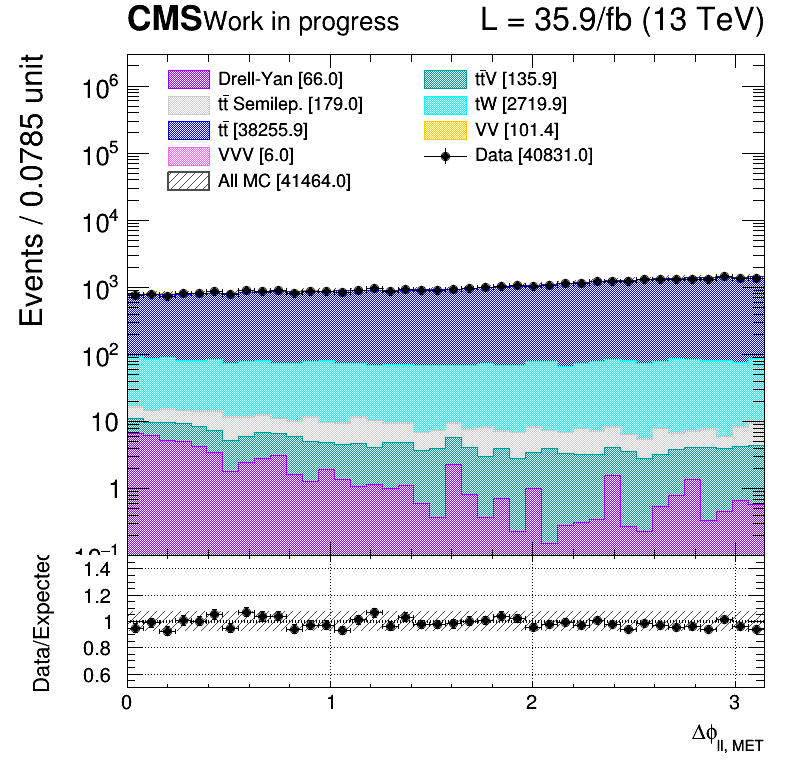 CMS Work in progress L = 35.9/fb (13 TeV)
Events / 0.0785 unit
Drell-Yan [66.0]
tt̄ Semilep. [179.0]
tt̄ [38255.9]
VVV [6.0]
All MC [41464.0]
tt̄V [135.9]
tW [2719.9]
VV [101.4]
Data [40831.0]
10⁶
10⁵
10⁴
10³
10²
10
1
10⁻¹
Data/Expected
1.4
1.2
1
0.8
0.6
0 1 2 3
Δϕ_ll, MET